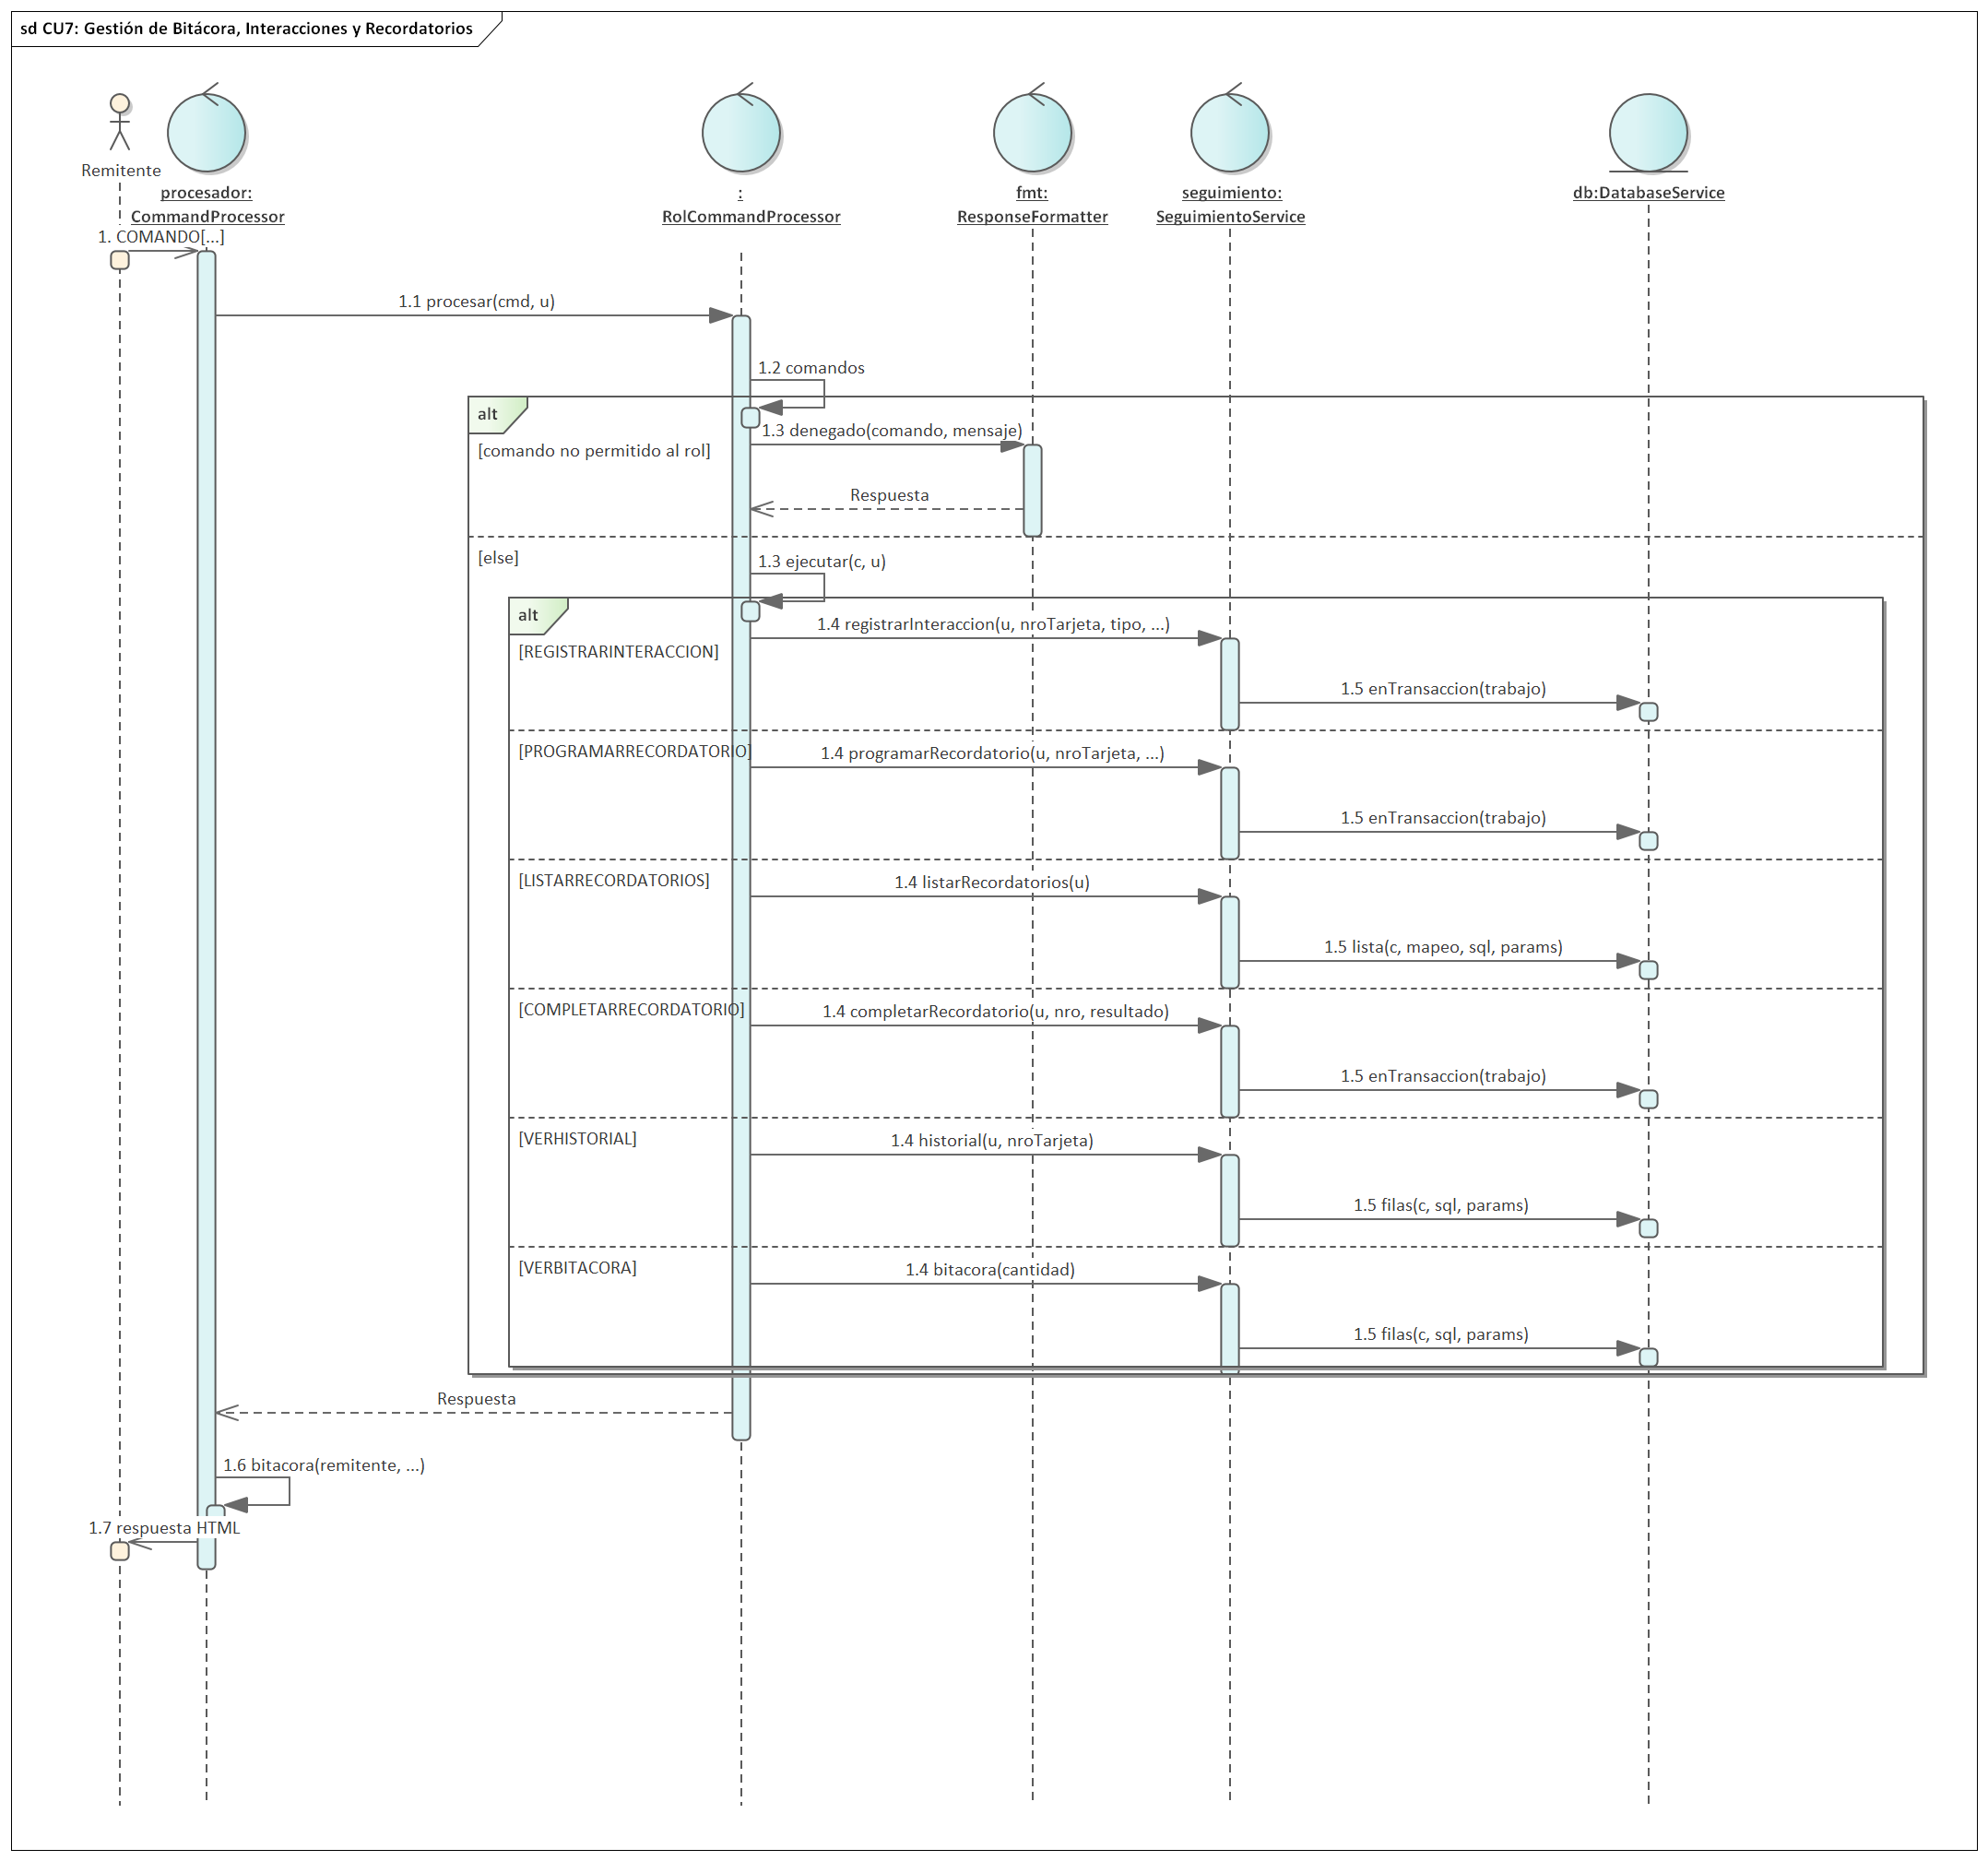 sd CU7: Gestión de Bitácora, Interacciones y Recordatorios
Remitente
procesador:
CommandProcessor
:
RolCommandProcessor
fmt:
ResponseFormatter
seguimiento:
SeguimientoService
db:DatabaseService
1. COMANDO[...]
1.1 procesar(cmd, u)
1.2 comandos
alt
1.3 denegado(comando, mensaje)
[comando no permitido al rol]
Respuesta
[else]
1.3 ejecutar(c, u)
alt
1.4 registrarInteraccion(u, nroTarjeta, tipo, ...)
[REGISTRARINTERACCION]
1.5 enTransaccion(trabajo)
[PROGRAMARRECORDATORIO]
1.4 programarRecordatorio(u, nroTarjeta, ...)
1.5 enTransaccion(trabajo)
[LISTARRECORDATORIOS]
1.4 listarRecordatorios(u)
1.5 lista(c, mapeo, sql, params)
[COMPLETARRECORDATORIO]
1.4 completarRecordatorio(u, nro, resultado)
1.5 enTransaccion(trabajo)
[VERHISTORIAL]
1.4 historial(u, nroTarjeta)
1.5 filas(c, sql, params)
[VERBITACORA]
1.4 bitacora(cantidad)
1.5 filas(c, sql, params)
Respuesta
1.6 bitacora(remitente, ...)
1.7 respuesta HTML